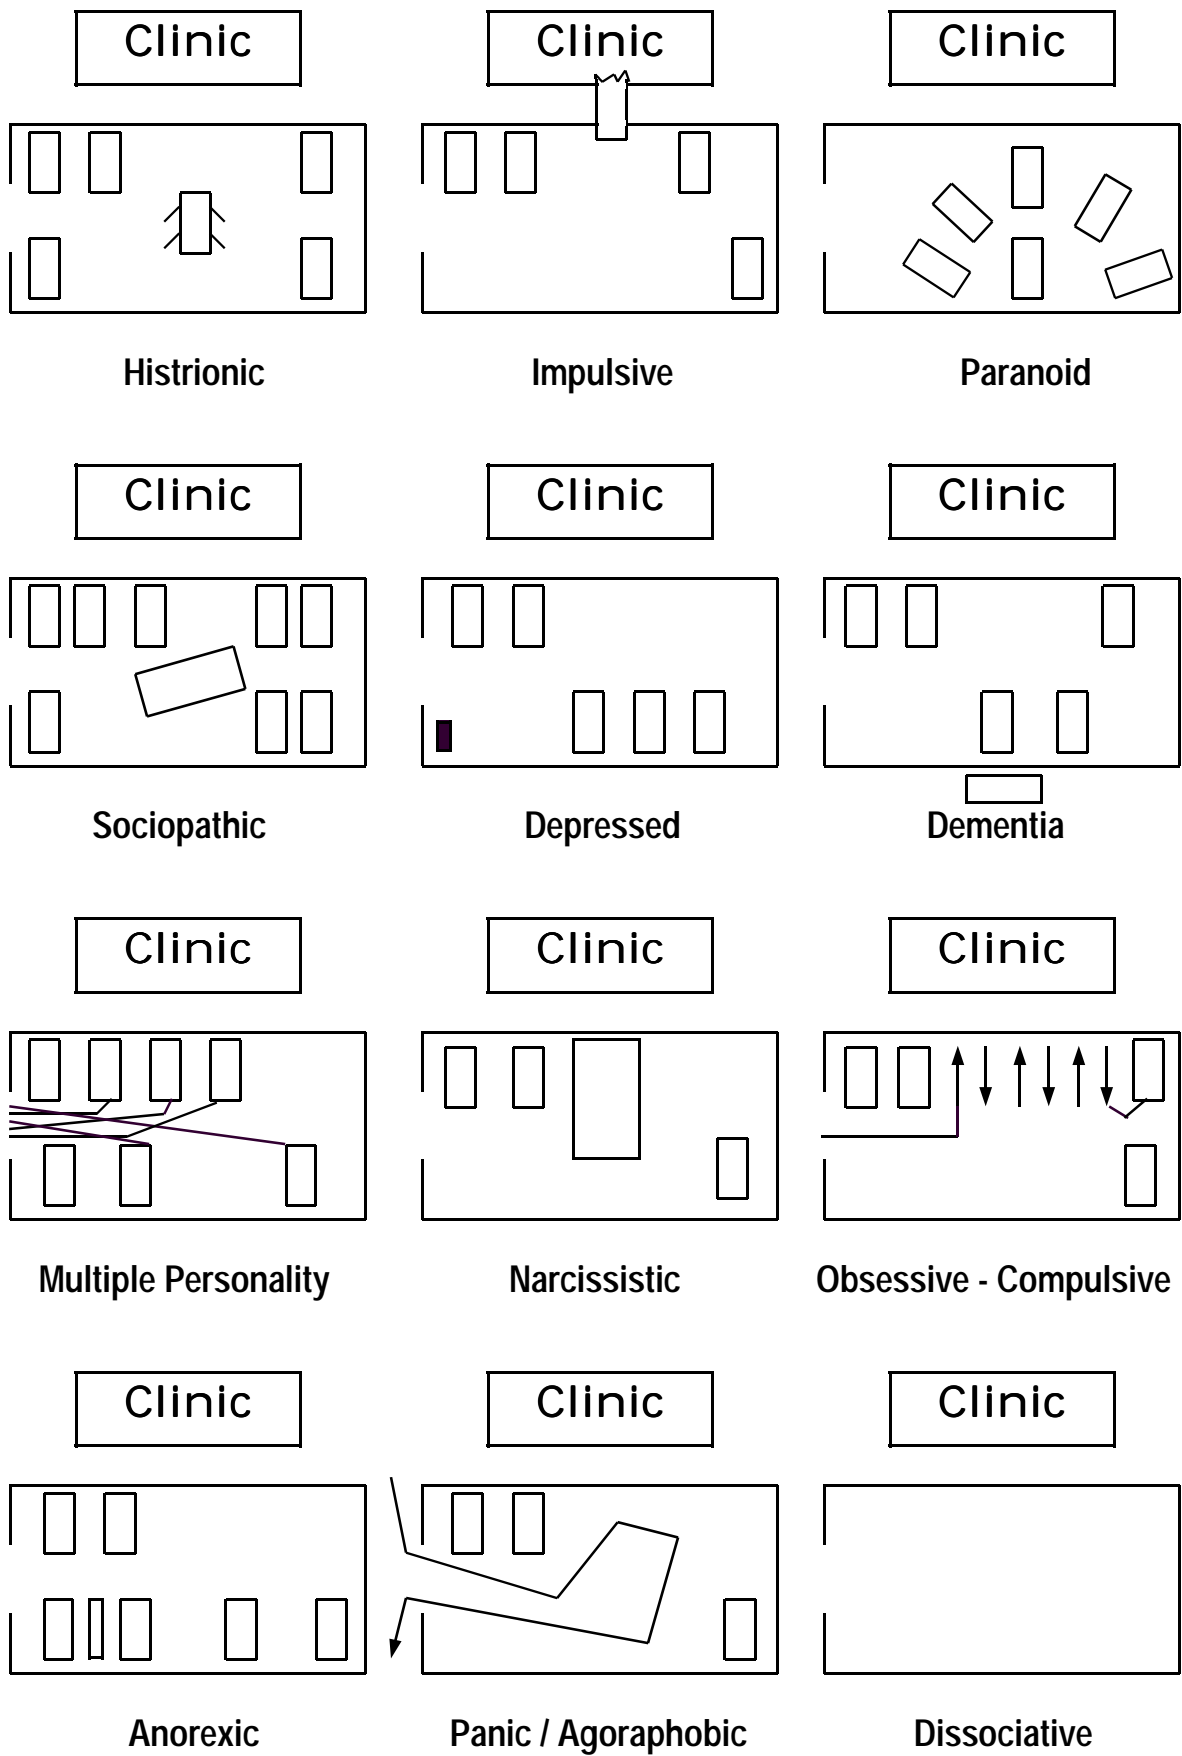 Clinic Clinic Clinic
Histrionic Impulsive Paranoid
Clinic Clinic Clinic
Sociopathic Depressed Dementia
Clinic Clinic Clinic
Multiple Personality Narcissistic Obsessive - Compulsive
Clinic Clinic Clinic
Anorexic Panic / Agoraphobic Dissociative